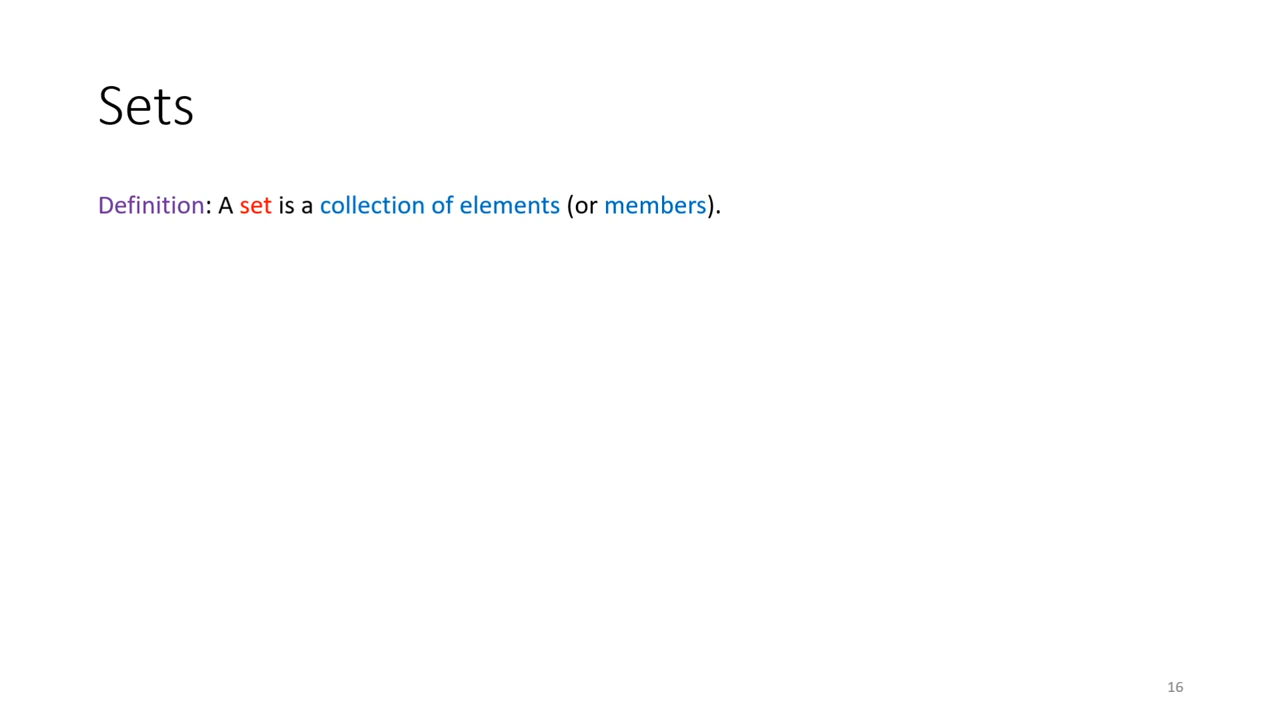 Sets
Definition: A set is a collection of elements (or members).
16